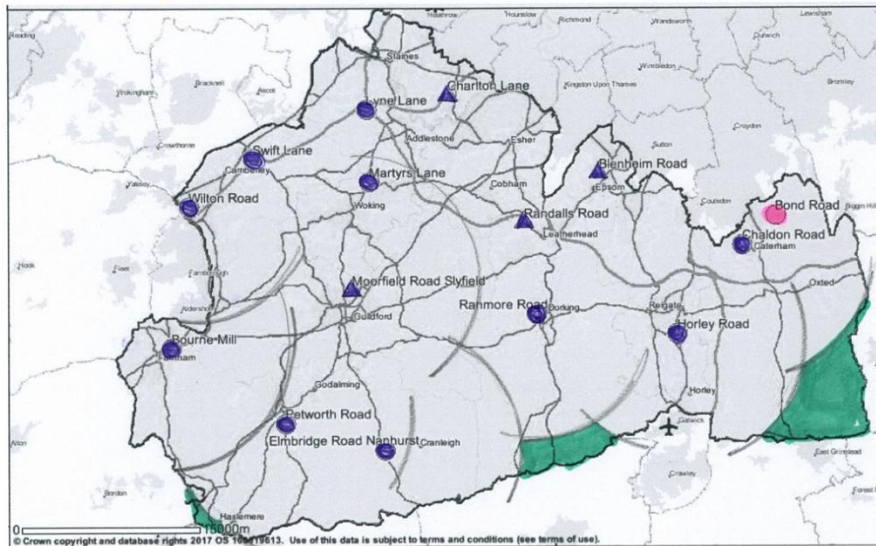 Reading
Heathrow
Hounslow
Richmond
Wandsworth
Lewisham
Dulwich
Staines
Wokingham
Bracknell
Ascot
Charlton Lane
Kingston Upon Thames
Wimbledon
Bromley
Lyne Lane
Crowthorne
Addlestone
Esher
Sutton
Croydon
Swift Lane
Camberley
Blenheim Road
Yateley
Martyrs Lane
Cobham
Epsom
Wilton Road
Woking
Coulsdon
Bond Road
Biggin Hill
Randalls Road
Leatherhead
Chaldon Road
Caterham
Hook
Fleet
Farnborough
Moorfield Road Slyfield
Oxted
Aldershot
Guildford
Ranmore Road
Dorking
Reigate
Horley Road
Bourne Mill
Farnham
Godalming
Horley
Petworth Road
Gatwick
Alton
Elmbridge Road Nanhurst
Cranleigh
Crawley
East Grinstead
Bordon
Haslemere
Forest
0
15000m
© Crown copyright and database rights 2017 OS 100019613. Use of this data is subject to terms and conditions (see terms of use).